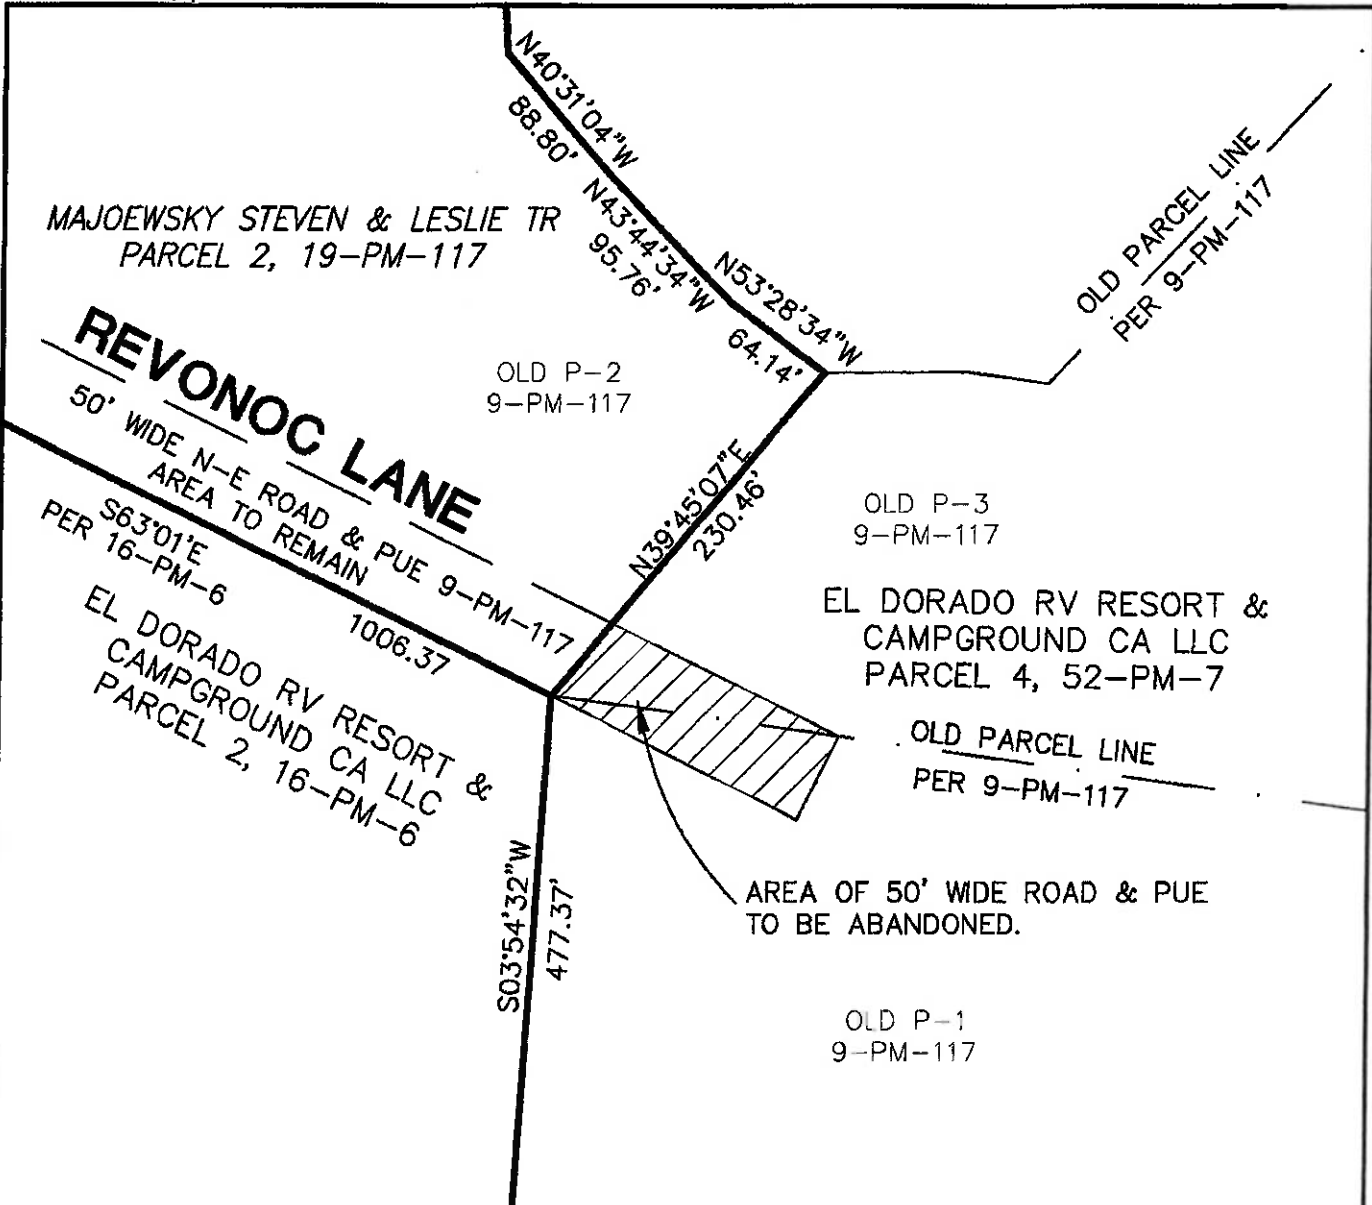 N40°31'04"W
88.80'
N43°44'34"W
95.76'
N53°28'34"W
64.14'
OLD PARCEL LINE
PER 9-PM-117
MAJOEWSKY STEVEN & LESLIE TR
PARCEL 2, 19-PM-117
REVONOC LANE
50' WIDE N-E ROAD & PUE 9-PM-117
AREA TO REMAIN
OLD P-2
9-PM-117
S63°01'E
PER 16-PM-6
1006.37
N39°45'07"E
230.46'
OLD P-3
9-PM-117
EL DORADO RV RESORT &
CAMPGROUND CA LLC
PARCEL 4, 52-PM-7
EL DORADO RV RESORT &
CAMPGROUND CA LLC
PARCEL 2, 16-PM-6
OLD PARCEL LINE
PER 9-PM-117
S03°54'32"W
477.37'
AREA OF 50' WIDE ROAD & PUE
TO BE ABANDONED.
OLD P-1
9-PM-117